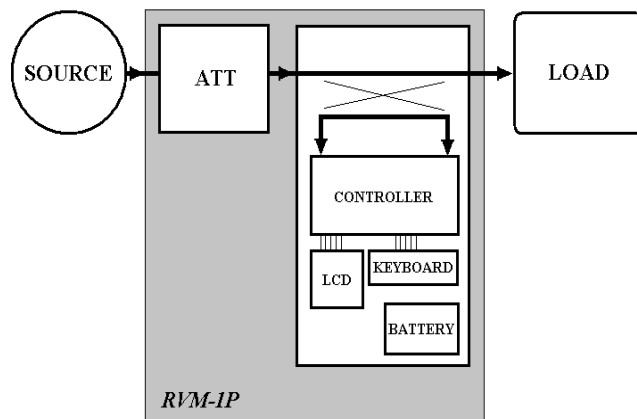 SOURCE
ATT
LOAD
CONTROLLER
LCD
KEYBOARD
BATTERY
RVM-1P